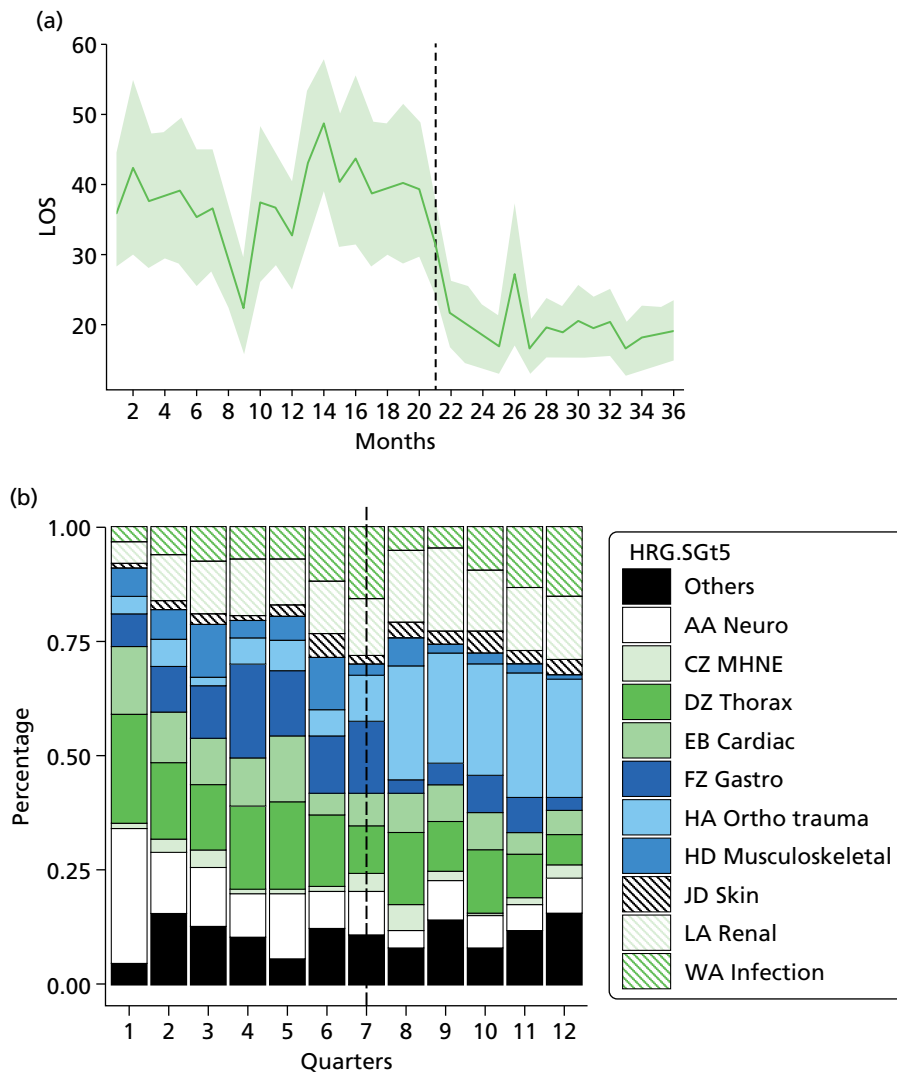 (a)
60
50
40
30
20
LOS
2 4 6 8 10 12 14 16 18 20 22 24 26 28 30 32 34 36
Months
(b)
1.00
0.75
0.50
0.25
0.00
Percentage
1 2 3 4 5 6 7 8 9 10 11 12
Quarters
HRG.SGt5
Others
AA Neuro
CZ MHNE
DZ Thorax
EB Cardiac
FZ Gastro
HA Ortho trauma
HD Musculoskeletal
JD Skin
LA Renal
WA Infection